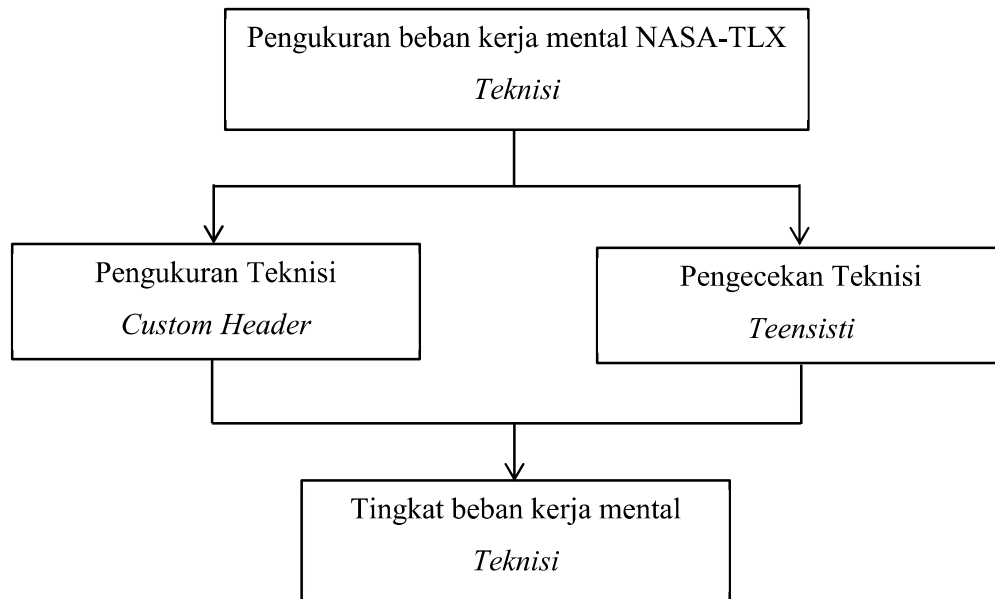 Pengukuran beban kerja mental NASA-TLX
Teknisi
Pengukuran Teknisi
Custom Header
Pengecekan Teknisi
Teensisti
Tingkat beban kerja mental
Teknisi